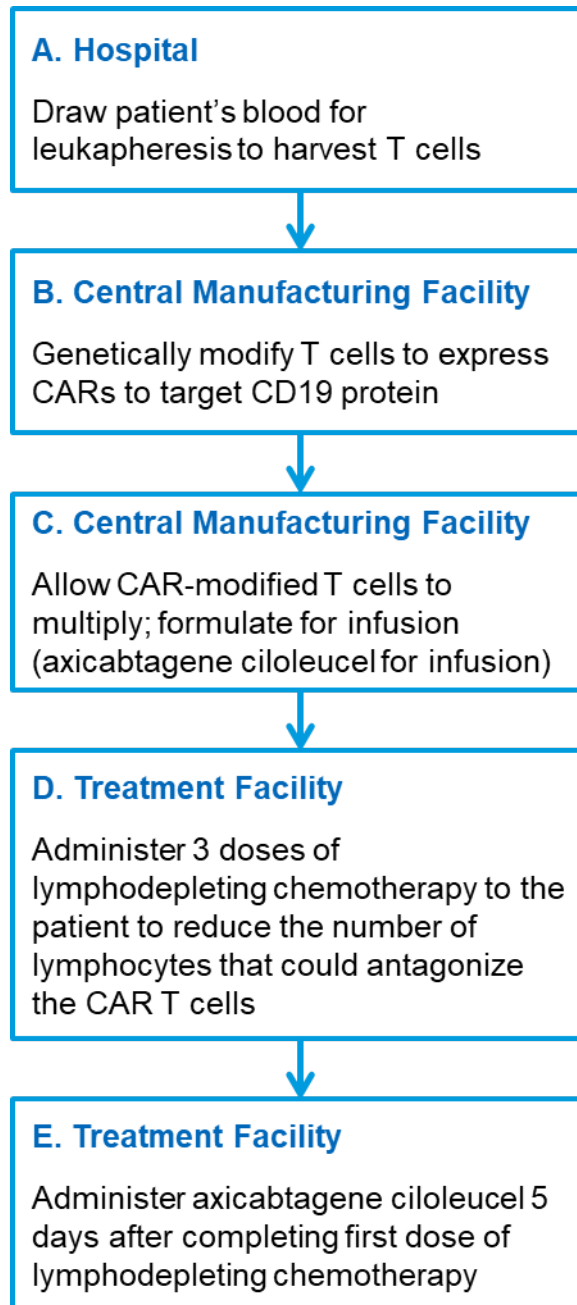 A. Hospital
Draw patient’s blood for
leukapheresis to harvest T cells
B. Central Manufacturing Facility
Genetically modify T cells to express
CARs to target CD19 protein
C. Central Manufacturing Facility
Allow CAR-modified T cells to
multiply; formulate for infusion
(axicabtagene ciloleucel for infusion)
D. Treatment Facility
Administer 3 doses of
lymphodepleting chemotherapy to the
patient to reduce the number of
lymphocytes that could antagonize
the CAR T cells
E. Treatment Facility
Administer axicabtagene ciloleucel 5
days after completing first dose of
lymphodepleting chemotherapy